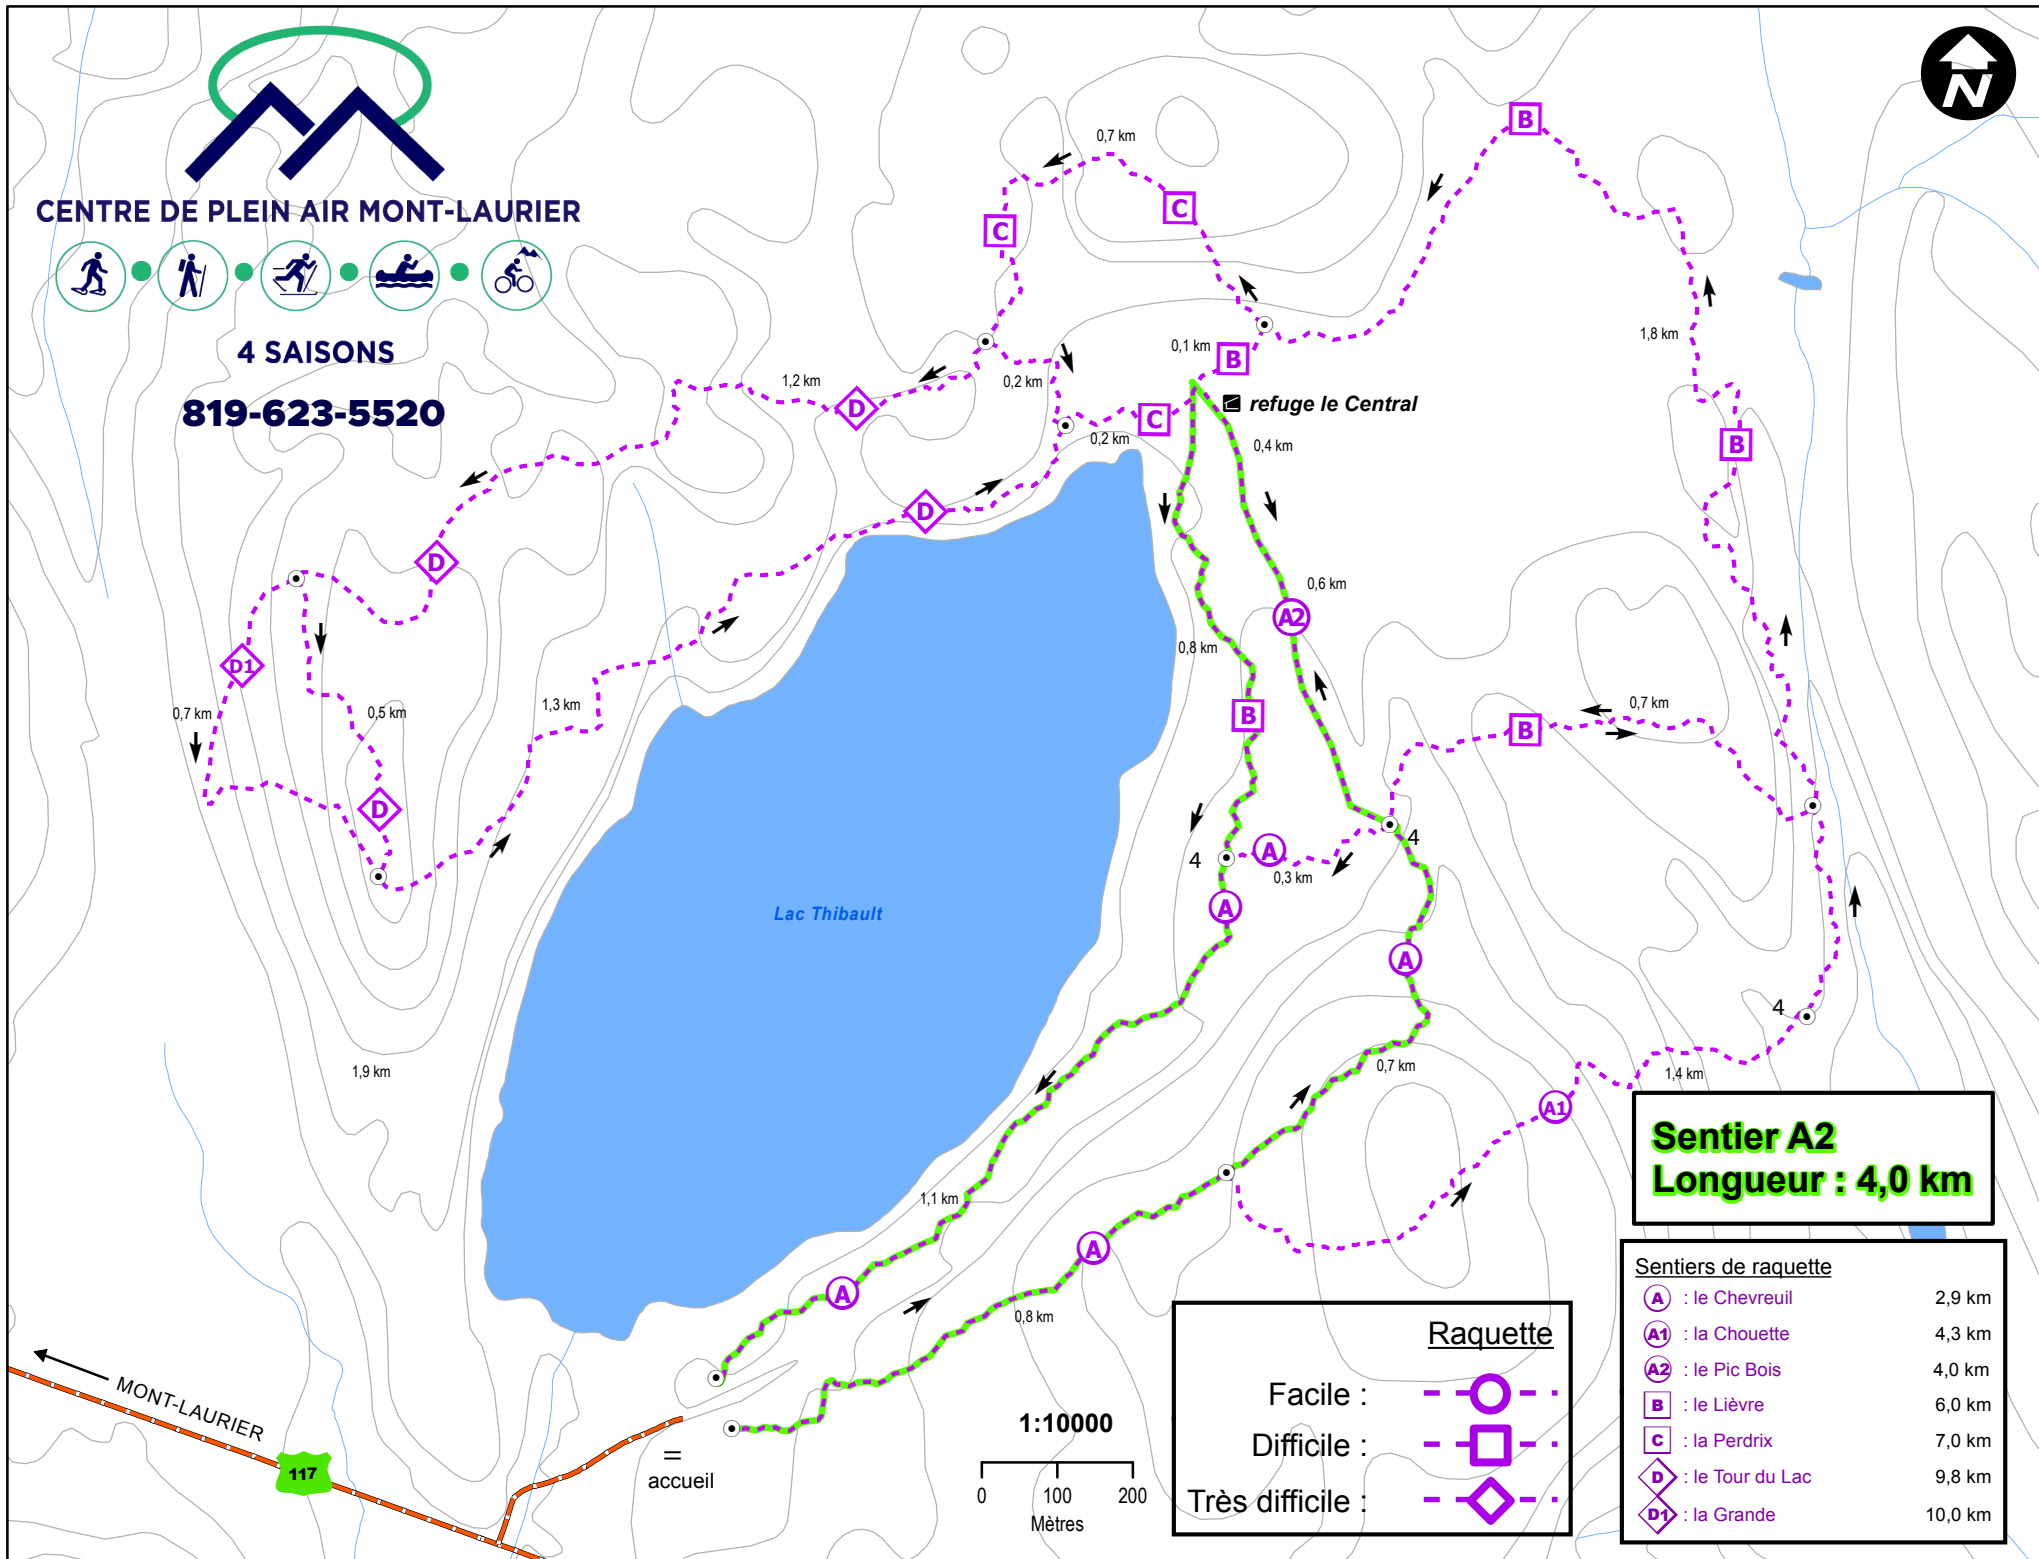 CENTRE DE PLEIN AIR MONT-LAURIER
4 SAISONS
819-623-5520
N
B
0,7 km
C
C
1,8 km
0,1 km
B
1,2 km
0,2 km
D
refuge le Central
C
0,2 km
0,4 km
B
D
D
0,6 km
A2
0,8 km
D1
0,7 km
0,5 km
1,3 km
B
0,7 km
B
D
4
4
A
0,3 km
A
Lac Thibault
A
4
1,9 km
0,7 km
1,4 km
A1
1,1 km
A
A
0,8 km
Sentier A2
Longueur : 4,0 km
Sentiers de raquette
A : le Chevreuil 2,9 km
A1 : la Chouette 4,3 km
A2 : le Pic Bois 4,0 km
B : le Lièvre 6,0 km
C : la Perdrix 7,0 km
D : le Tour du Lac 9,8 km
D1 : la Grande 10,0 km
Raquette
Facile :
Difficile :
Très difficile :
1:10000
0 100 200
Mètres
MONT-LAURIER
117
accueil